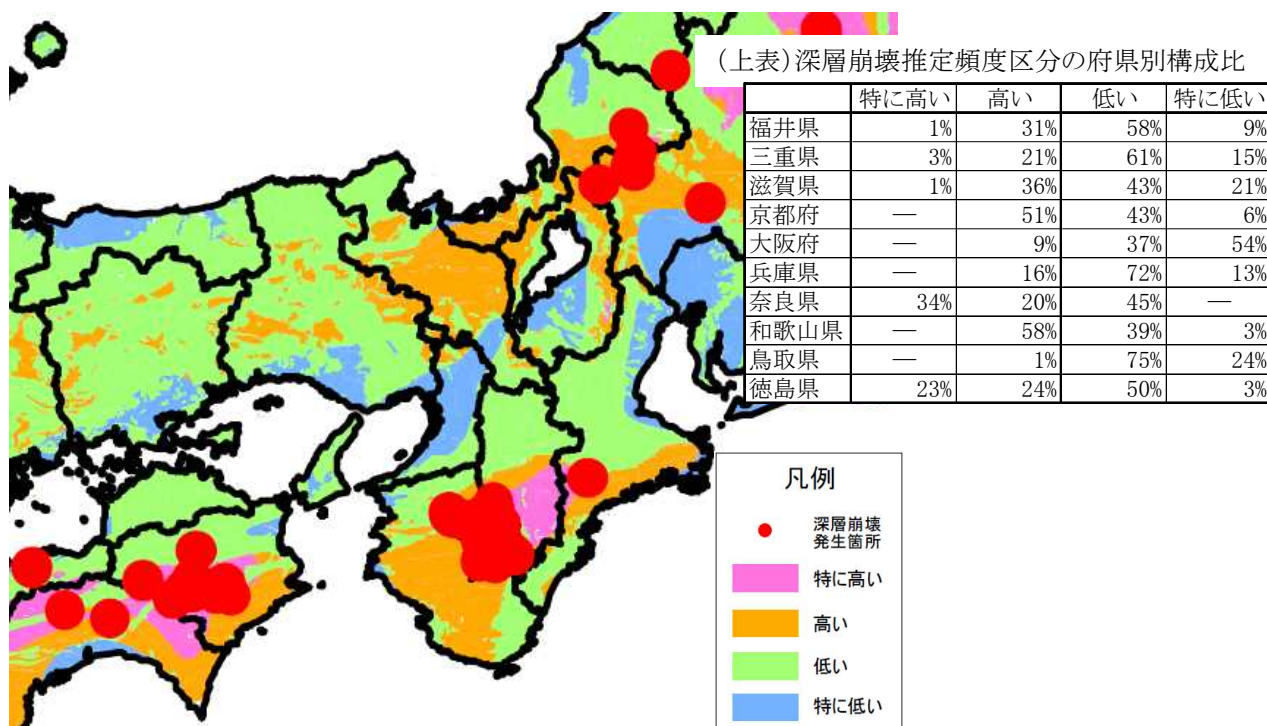 (上表)深層崩壊推定頻度区分の府県別構成比
特に高い 高い 低い 特に低い
福井県 1% 31% 58% 9%
三重県 3% 21% 61% 15%
滋賀県 1% 36% 43% 21%
京都府 — 51% 43% 6%
大阪府 — 9% 37% 54%
兵庫県 — 16% 72% 13%
奈良県 34% 20% 45% —
和歌山県 — 58% 39% 3%
鳥取県 — 1% 75% 24%
徳島県 23% 24% 50% 3%
凡例
深層崩壊
発生箇所
特に高い
高い
低い
特に低い